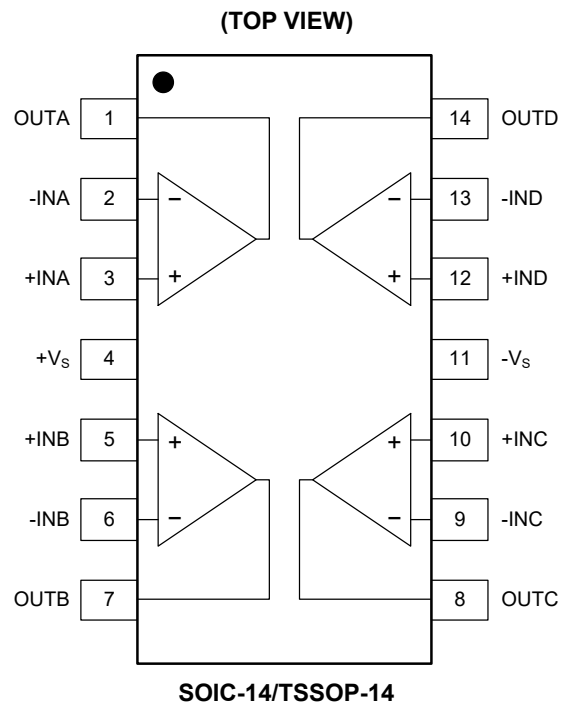 (TOP VIEW)
OUTA 1 14 OUTD
-INA 2 − − 13 -IND
+INA 3 + + 12 +IND
+VS 4 11 -VS
+INB 5 + + 10 +INC
-INB 6 − − 9 -INC
OUTB 7 8 OUTC
SOIC-14/TSSOP-14